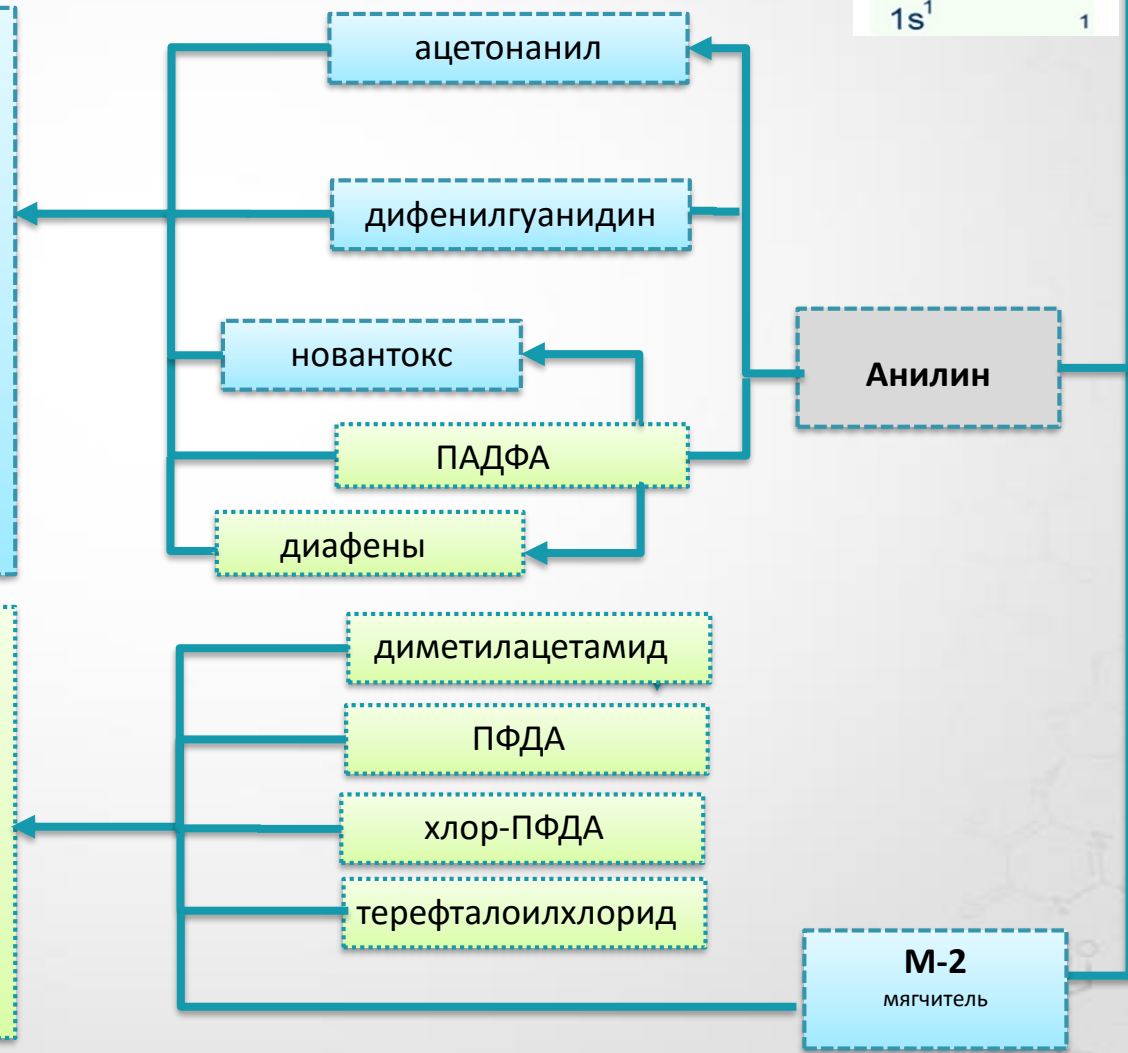 1s¹ 1
ацетонанил
дифенилгуанидин
новантокс
Анилин
ПАДФА
диафены
диметилацетамид
ПФДА
хлор-ПФДА
терефталоилхлорид
М-2
мягчитель